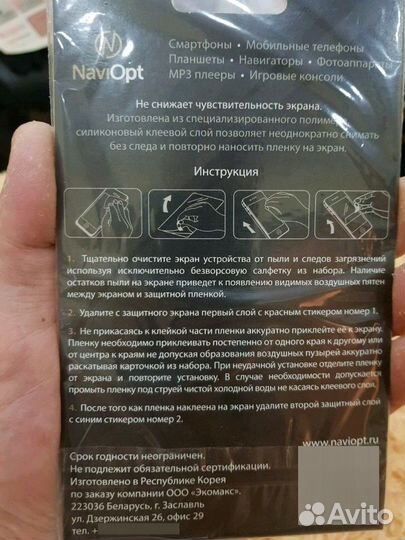 NaviOpt
Смартфоны • Мобильные телефоны
Планшеты • Навигаторы • Фотоаппараты
MP3 плееры • Игровые консоли
Не снижает чувствительность экрана.
Изготовлена из специализированного полимера,
силиконовый клеевой слой позволяет неоднократно снимать
без следа и повторно наносить пленку на экран.
Инструкция
1. Тщательно очистите экран устройства от пыли и следов загрязнений
используя исключительно безворсовую салфетку из набора. Наличие
остатков пыли на экране приведет к появлению видимых воздушных пятен
между экраном и защитной пленкой.
2. Удалите с защитного экрана первый слой с красным стикером номер 1.
3. Не прикасаясь к клейкой части пленки аккуратно приклейте её к экрану.
Пленку необходимо приклеивать постепенно от одного края к другому или
от центра к краям не допуская образования воздушных пузырей аккуратно
раскатывая карточкой из набора. При неудачной установке отделите пленку
от экрана и повторите установку. В случае необходимости допускается
промыть пленку под струей чистой холодной воды не касаясь клеевого слоя.
4. После того как пленка наклеена на экран удалите второй защитный слой
с синим стикером номер 2.
www.naviopt.ru
Срок годности неограничен.
Не подлежит обязательной сертификации.
Изготовлено в Республике Корея
по заказу компании ООО «Экомакс».
223036 Беларусь, г. Заславль
ул. Дзержинская 26, офис 29
тел. +
Avito